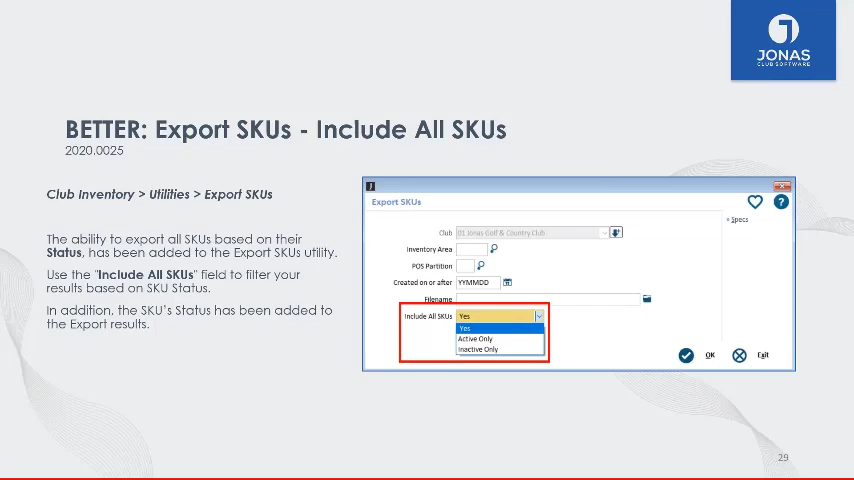 JONAS
CLUB SOFTWARE
BETTER: Export SKUs - Include All SKUs
2020.0025
Club Inventory > Utilities > Export SKUs
The ability to export all SKUs based on their
Status, has been added to the Export SKUs utility.
Use the "Include All SKUs" field to filter your
results based on SKU Status.
In addition, the SKU's Status has been added to
the Export results.
Export SKUs
?
Club 01 Jonas Golf & Country Club
Inventory Area
POS Partition
Created on or after YYMMDD
Filename
Include All SKUs Yes
Yes
Active Only
Inactive Only
Specs
OK Exit
29